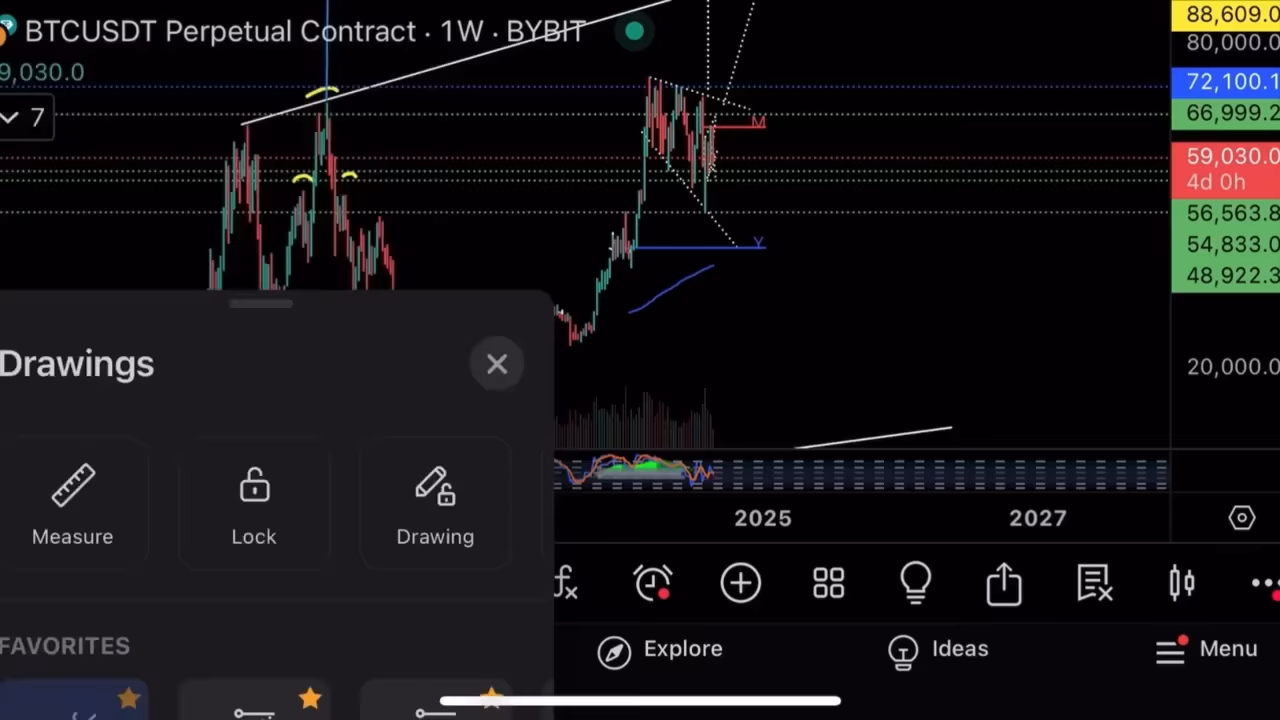 BTCUSDT Perpetual Contract · 1W · BYBIT
9,030.0
7
88,609.0
80,000.0
72,100.1
66,999.2
59,030.0
4d 0h
56,563.8
54,833.0
48,922.3
20,000.0
M
Y
Drawings
Measure
Lock
Drawing
FAVORITES
2025
2027
fx
Explore
Ideas
Menu